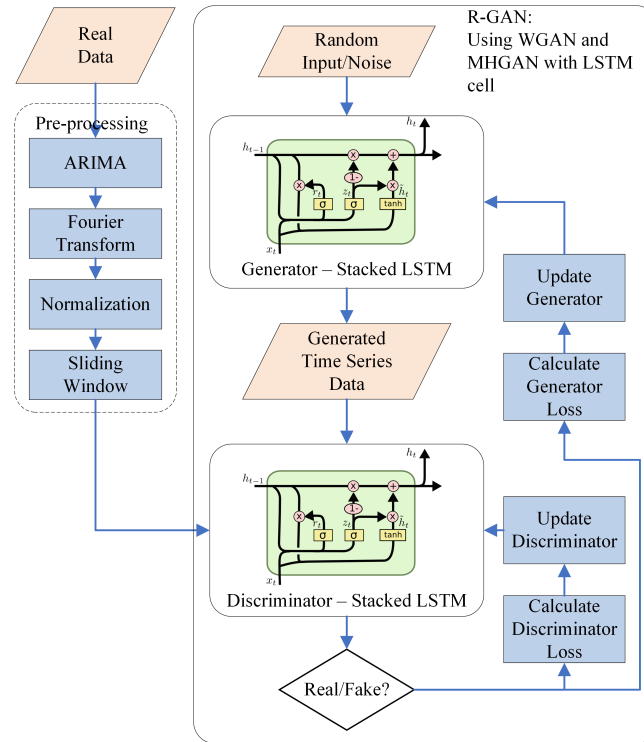 Real
Data
Pre-processing
ARIMA
Fourier
Transform
Normalization
Sliding
Window
R-GAN:
Using WGAN and
MHGAN with LSTM
cell
Random
Input/Noise
h_t
h_{t-1}
x
+
1-
x
r_t
z_t
x
h̃_t
σ
σ
tanh
x_t
Generator – Stacked LSTM
Generated
Time Series
Data
h_t
h_{t-1}
x
+
1-
x
r_t
z_t
x
h̃_t
σ
σ
tanh
x_t
Discriminator – Stacked LSTM
Real/Fake?
Update
Generator
Calculate
Generator
Loss
Update
Discriminator
Calculate
Discriminator
Loss